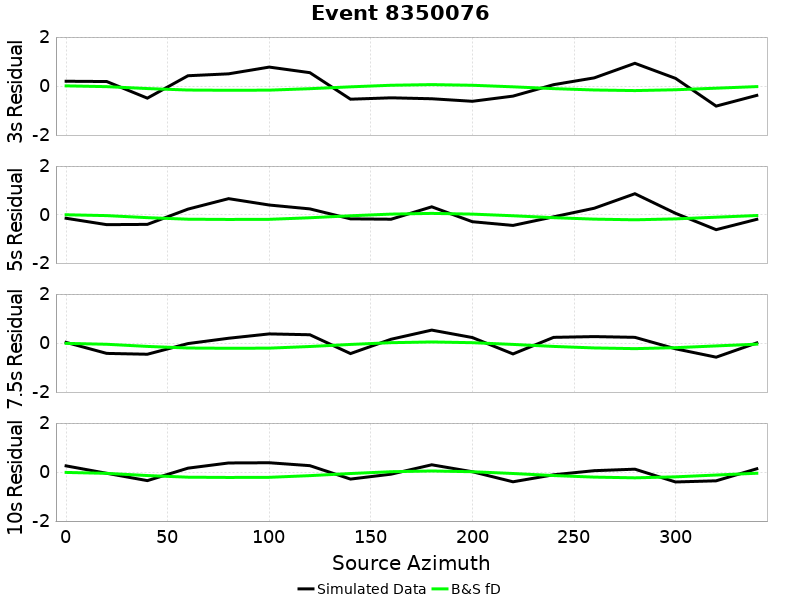 Event 8350076
3s Residual
2
0
-2
5s Residual
2
0
-2
7.5s Residual
2
0
-2
10s Residual
2
0
-2
0 50 100 150 200 250 300
Source Azimuth
Simulated Data B&S fD